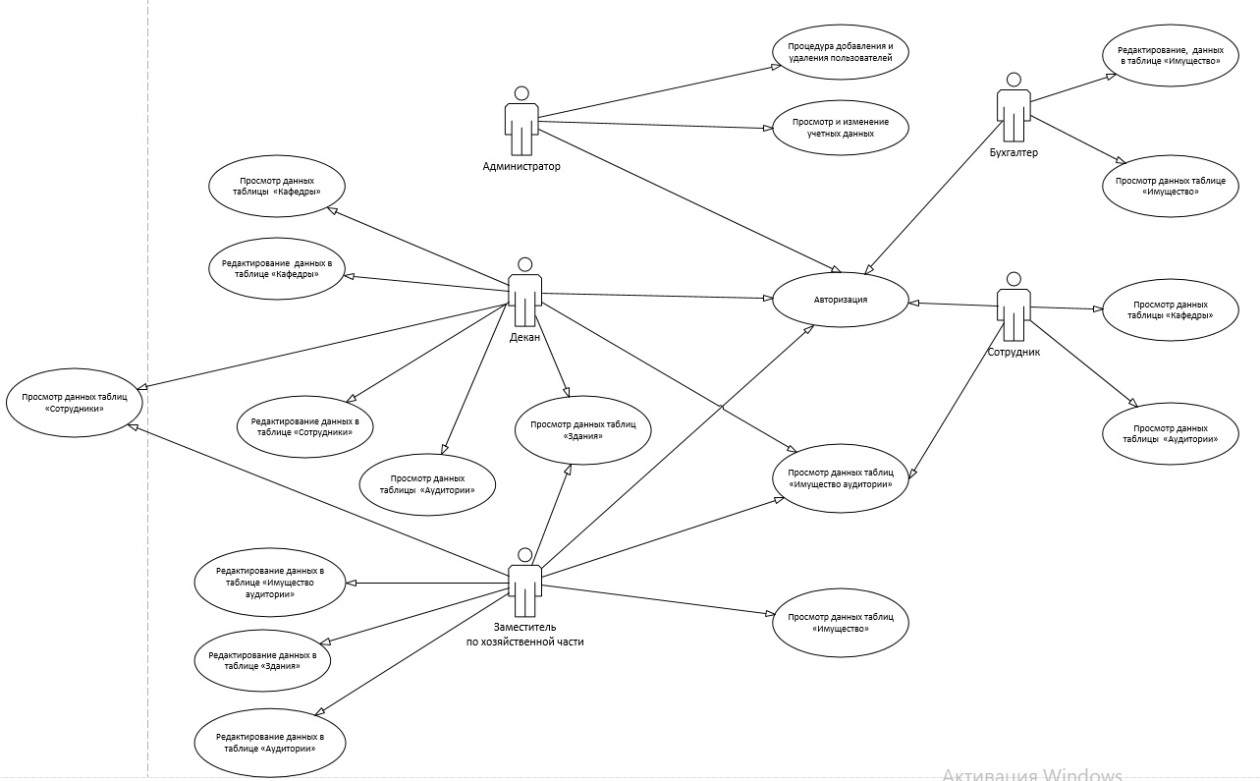 Процедура добавления и
удаления пользователей
Редактирование, данных
в таблице «Имущество»
Просмотр и изменение
учетных данных
Администратор
Бухгалтер
Просмотр данных
таблицы «Кафедры»
Просмотр данных таблице
«Имущество»
Редактирование данных в
таблице «Кафедры»
Декан
Авторизация
Сотрудник
Просмотр данных
таблицы «Кафедры»
Просмотр данных таблиц
«Сотрудники»
Редактирование данных в
таблице «Сотрудники»
Просмотр данных таблиц
«Здания»
Просмотр данных
таблицы «Аудитории»
Просмотр данных
таблицы «Аудитории»
Просмотр данных таблиц
«Имущество аудитории»
Редактирование данных в
таблице «Имущество
аудитории»
Заместитель
по хозяйственной части
Просмотр данных таблиц
«Имущество»
Редактирование данных в
таблице «Здания»
Редактирование данных в
таблице «Аудитории»
Активация Windows